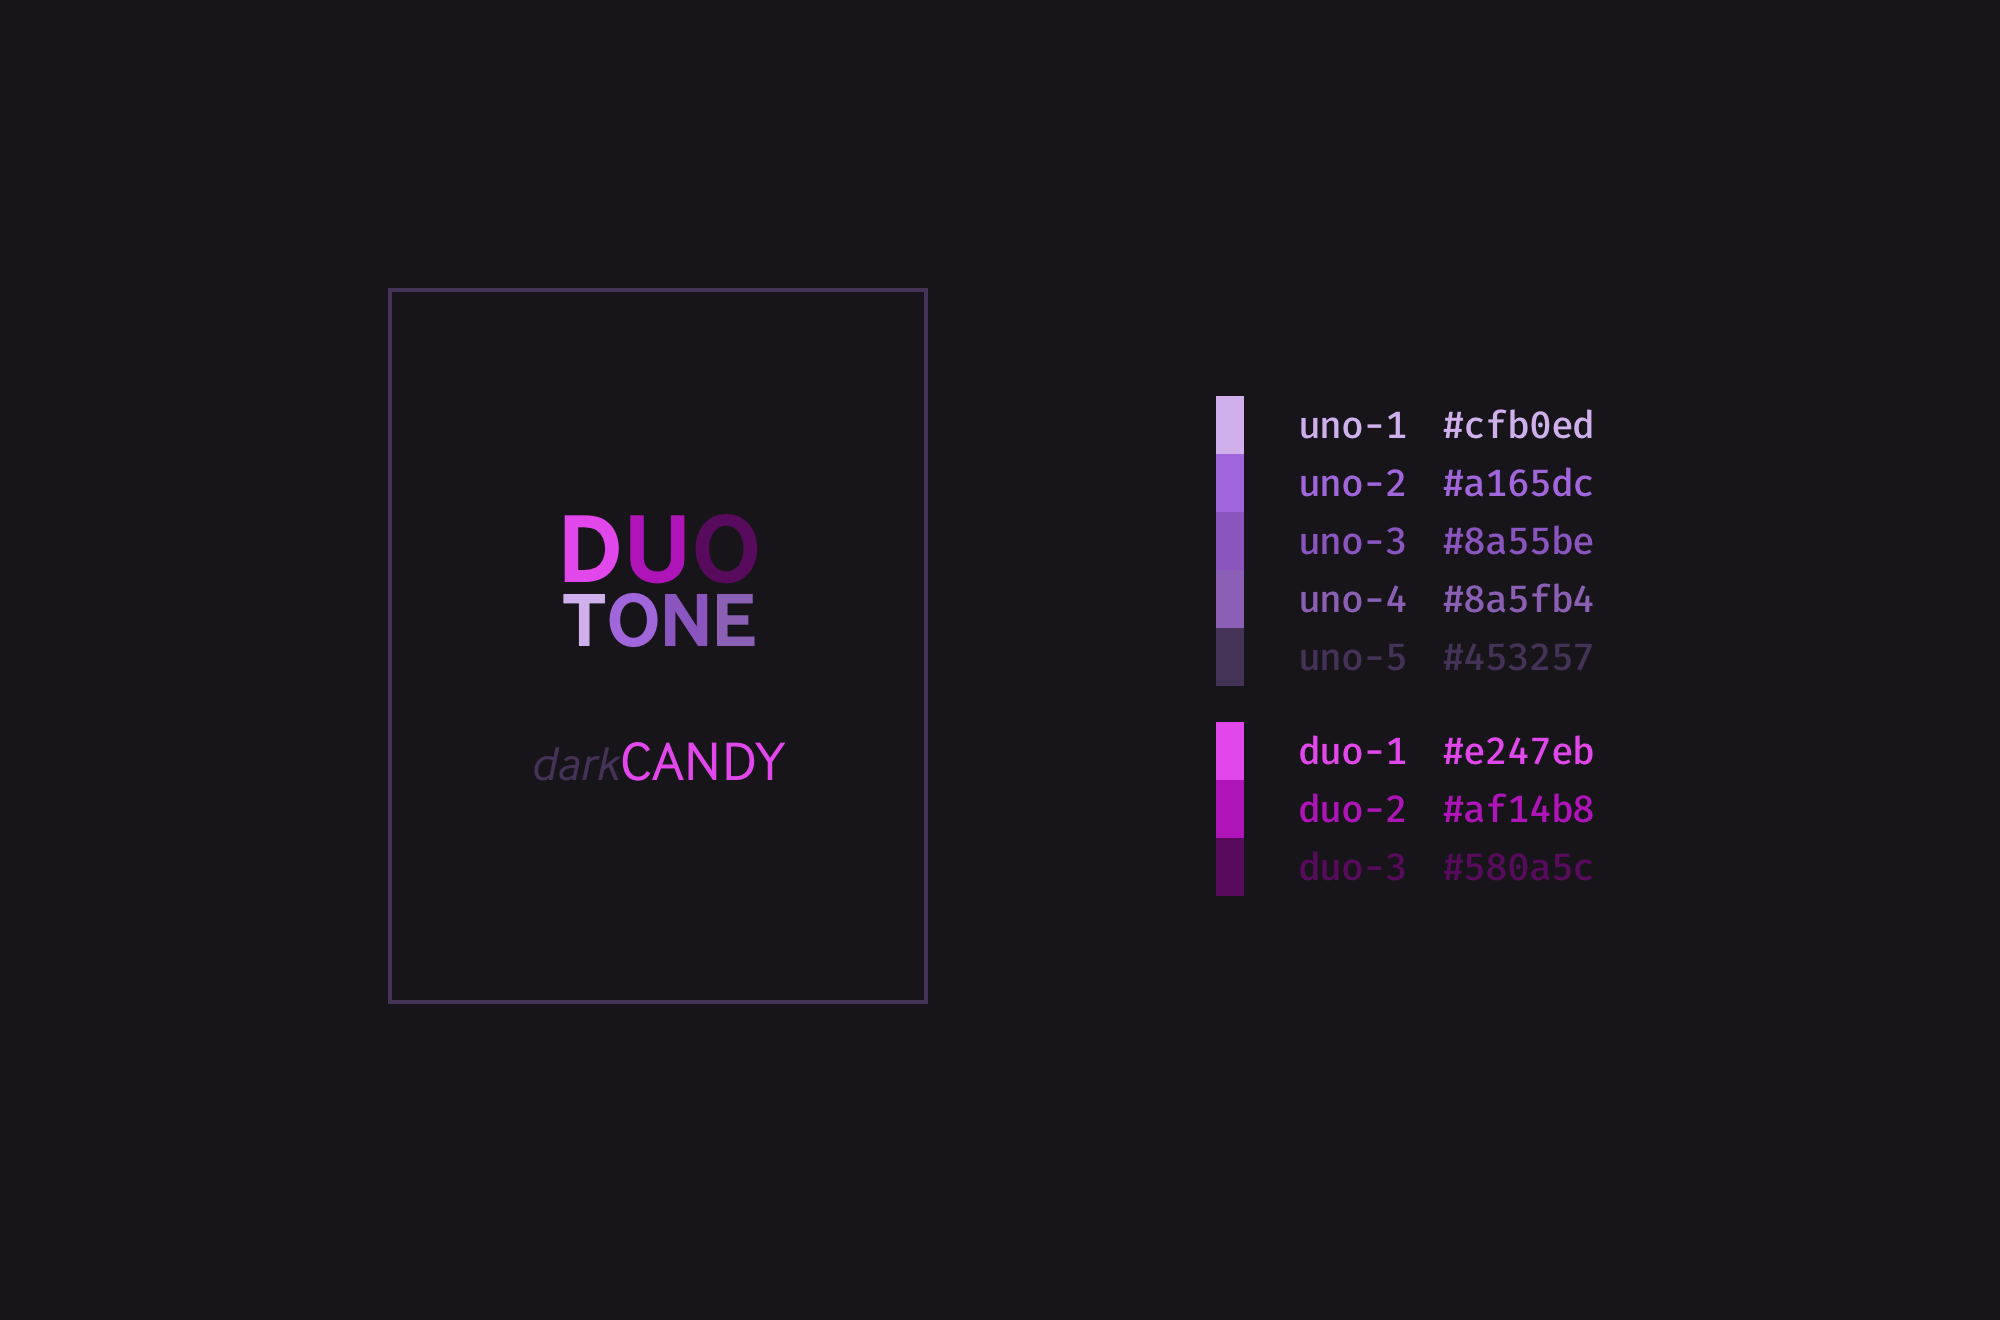 DUO
TONE
darkCANDY
uno-1 #cfb0ed
uno-2 #a165dc
uno-3 #8a55be
uno-4 #8a5fb4
uno-5 #453257
duo-1 #e247eb
duo-2 #af14b8
duo-3 #580a5c